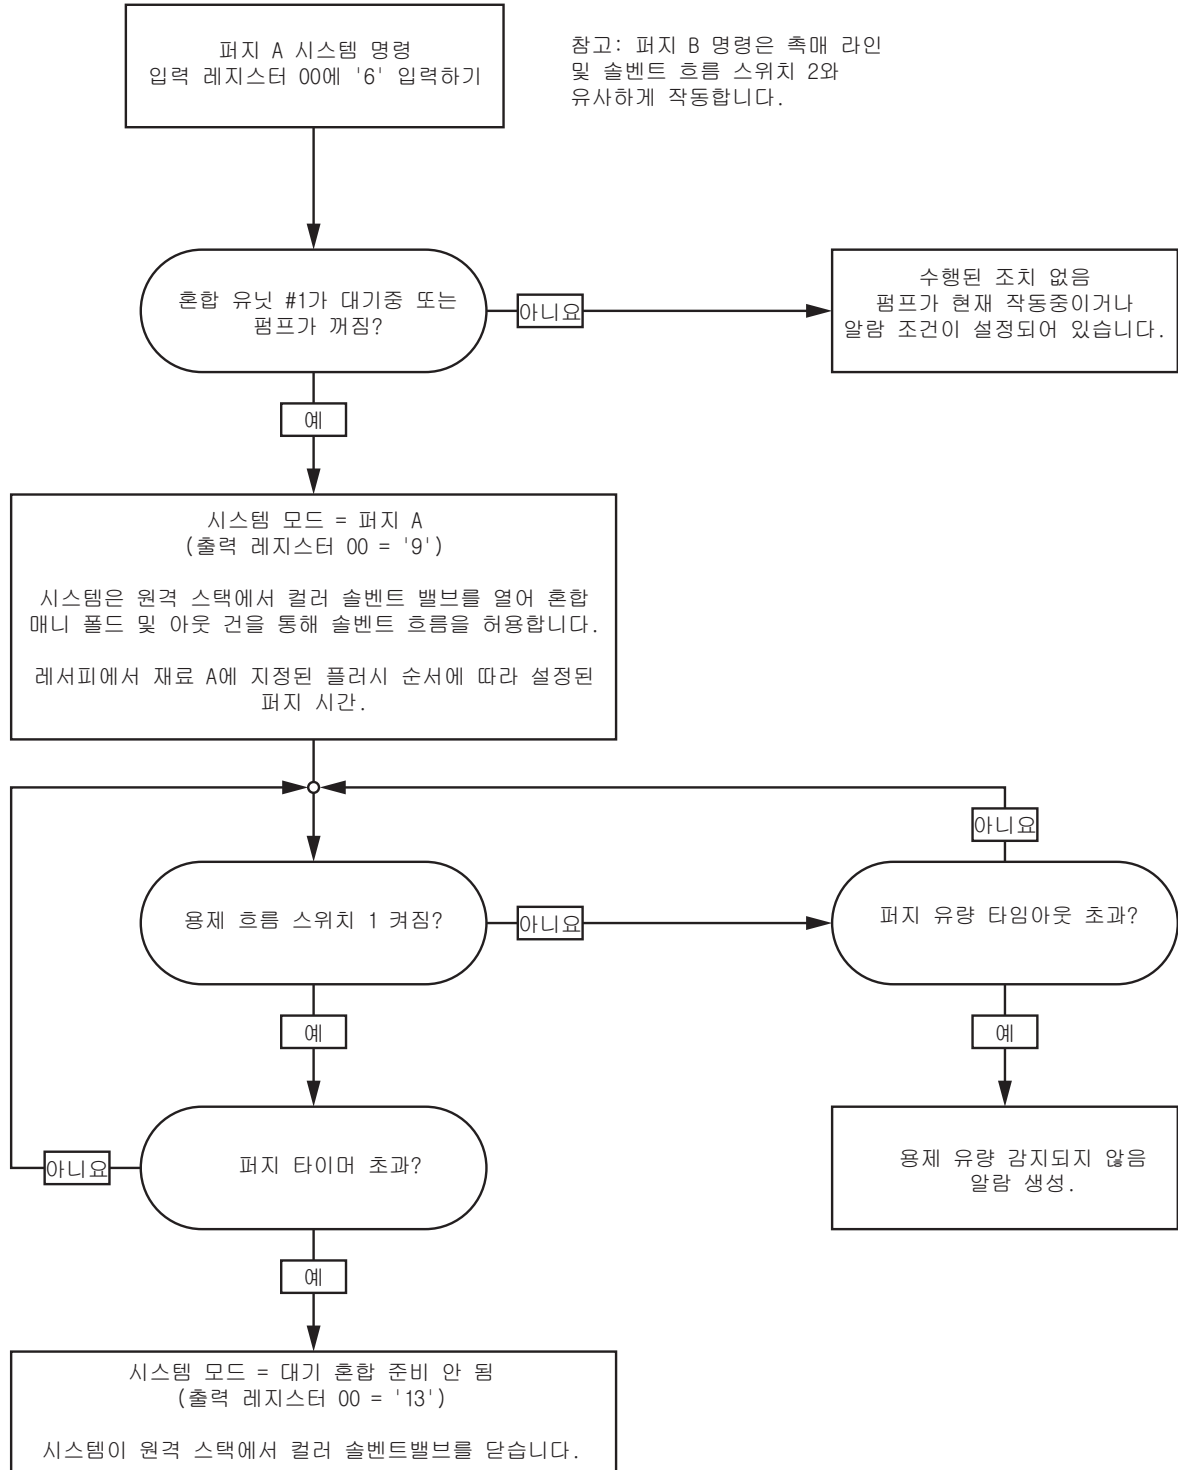 퍼지 A 시스템 명령
입력 레지스터 00에 '6' 입력하기
참고: 퍼지 B 명령은 촉매 라인
및 솔벤트 흐름 스위치 2와
유사하게 작동합니다.
혼합 유닛 #1가 대기중 또는
펌프가 꺼짐?
아니요
수행된 조치 없음
펌프가 현재 작동중이거나
알람 조건이 설정되어 있습니다.
예
시스템 모드 = 퍼지 A
(출력 레지스터 00 = '9')
시스템은 원격 스택에서 컬러 솔벤트 밸브를 열어 혼합
매니 폴드 및 아웃 건을 통해 솔벤트 흐름을 허용합니다.
레서피에서 재료 A에 지정된 플러시 순서에 따라 설정된
퍼지 시간.
아니요
용제 흐름 스위치 1 켜짐?
아니요
퍼지 유량 타임아웃 초과?
예
예
퍼지 타이머 초과?
아니요
용제 유량 감지되지 않음
알람 생성.
예
시스템 모드 = 대기 혼합 준비 안 됨
(출력 레지스터 00 = '13')
시스템이 원격 스택에서 컬러 솔벤트밸브를 닫습니다.